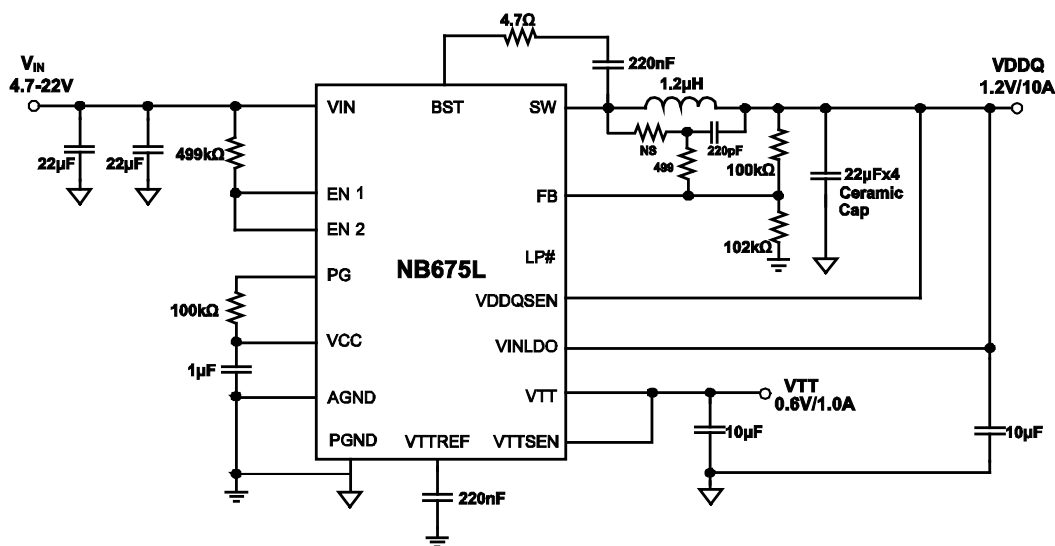 4.7Ω
V_IN
4.7-22V
220nF
1.2µH
VDDQ
1.2V/10A
VIN
BST
SW
22µF
22µF
499kΩ
NS
220pF
499
100kΩ
22µFx4
Ceramic
Cap
EN 1
FB
EN 2
102kΩ
LP#
NB675L
PG
VDDQSEN
100kΩ
VCC
VINLDO
1µF
VTT
VTT
0.6V/1.0A
AGND
10µF
10µF
PGND
VTTREF
VTTSEN
220nF